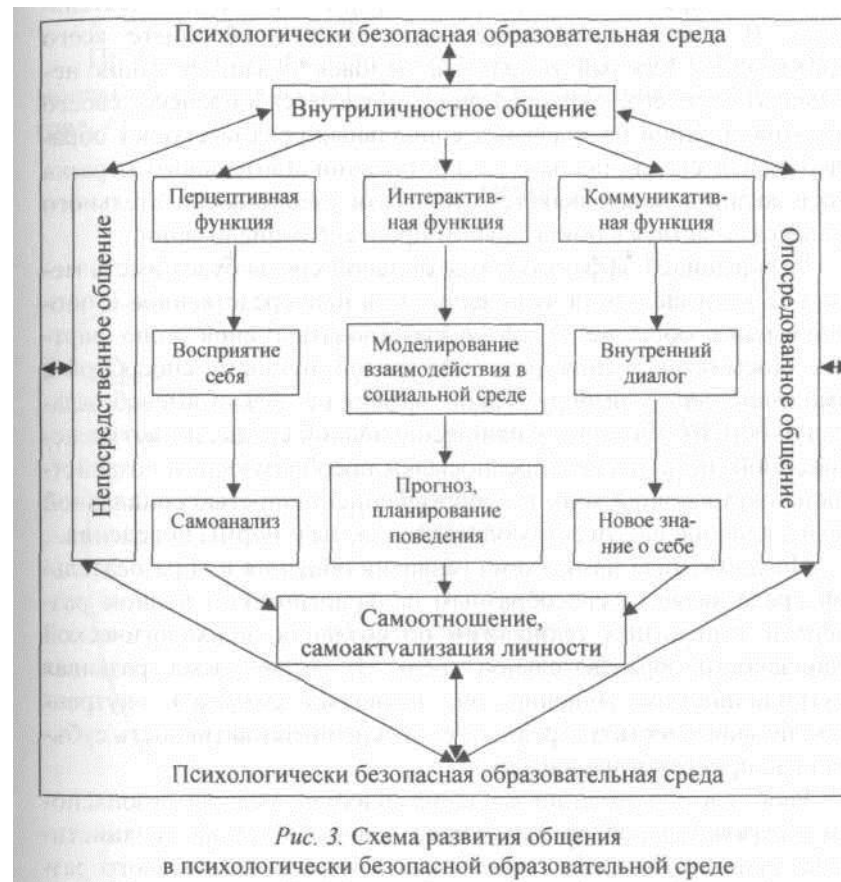 Психологически безопасная образовательная среда
Внутриличностное общение
Непосредственное общение
Перцептивная
функция
Интерактив-
ная функция
Коммуникатив-
ная функция
Опосредованное общение
Восприятие
себя
Моделирование
взаимодействия в
социальной среде
Внутренний
диалог
Самоанализ
Прогноз,
планирование
поведения
Новое зна-
ние о себе
Самоотношение,
самоактуализация личности
Психологически безопасная образовательная среда
Рис. 3. Схема развития общения
в психологически безопасной образовательной среде